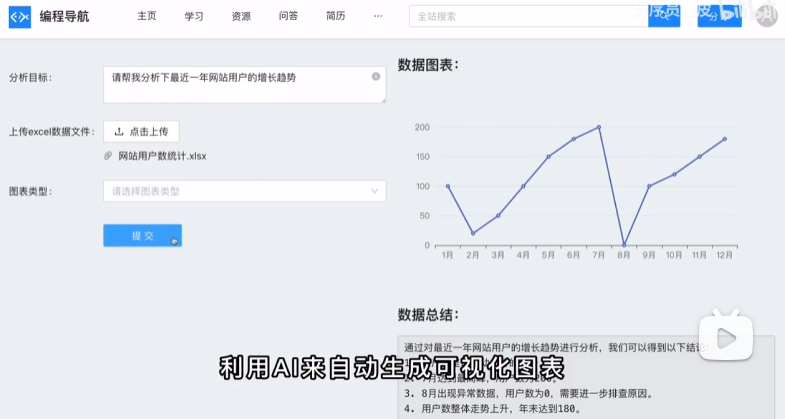 编程导航
主页 学习 资源 问答 简历 ... 全站搜索
分析目标: 请帮我分析下最近一年网站用户的增长趋势
上传excel数据文件: 点击上传
网站用户数统计.xlsx
图表类型: 请选择图表类型
提交
数据图表:
200
150
100
50
0
1月 2月 3月 4月 5月 6月 7月 8月 9月 10月 11月 12月
数据总结:
通过对最近一年网站用户的增长趋势进行分析，我们可以得到以下结论
利用AI来自动生成可视化图表
3. 8月出现异常数据，用户数为0，需要进一步排查原因。
4. 用户数整体走势上升，年末达到180。